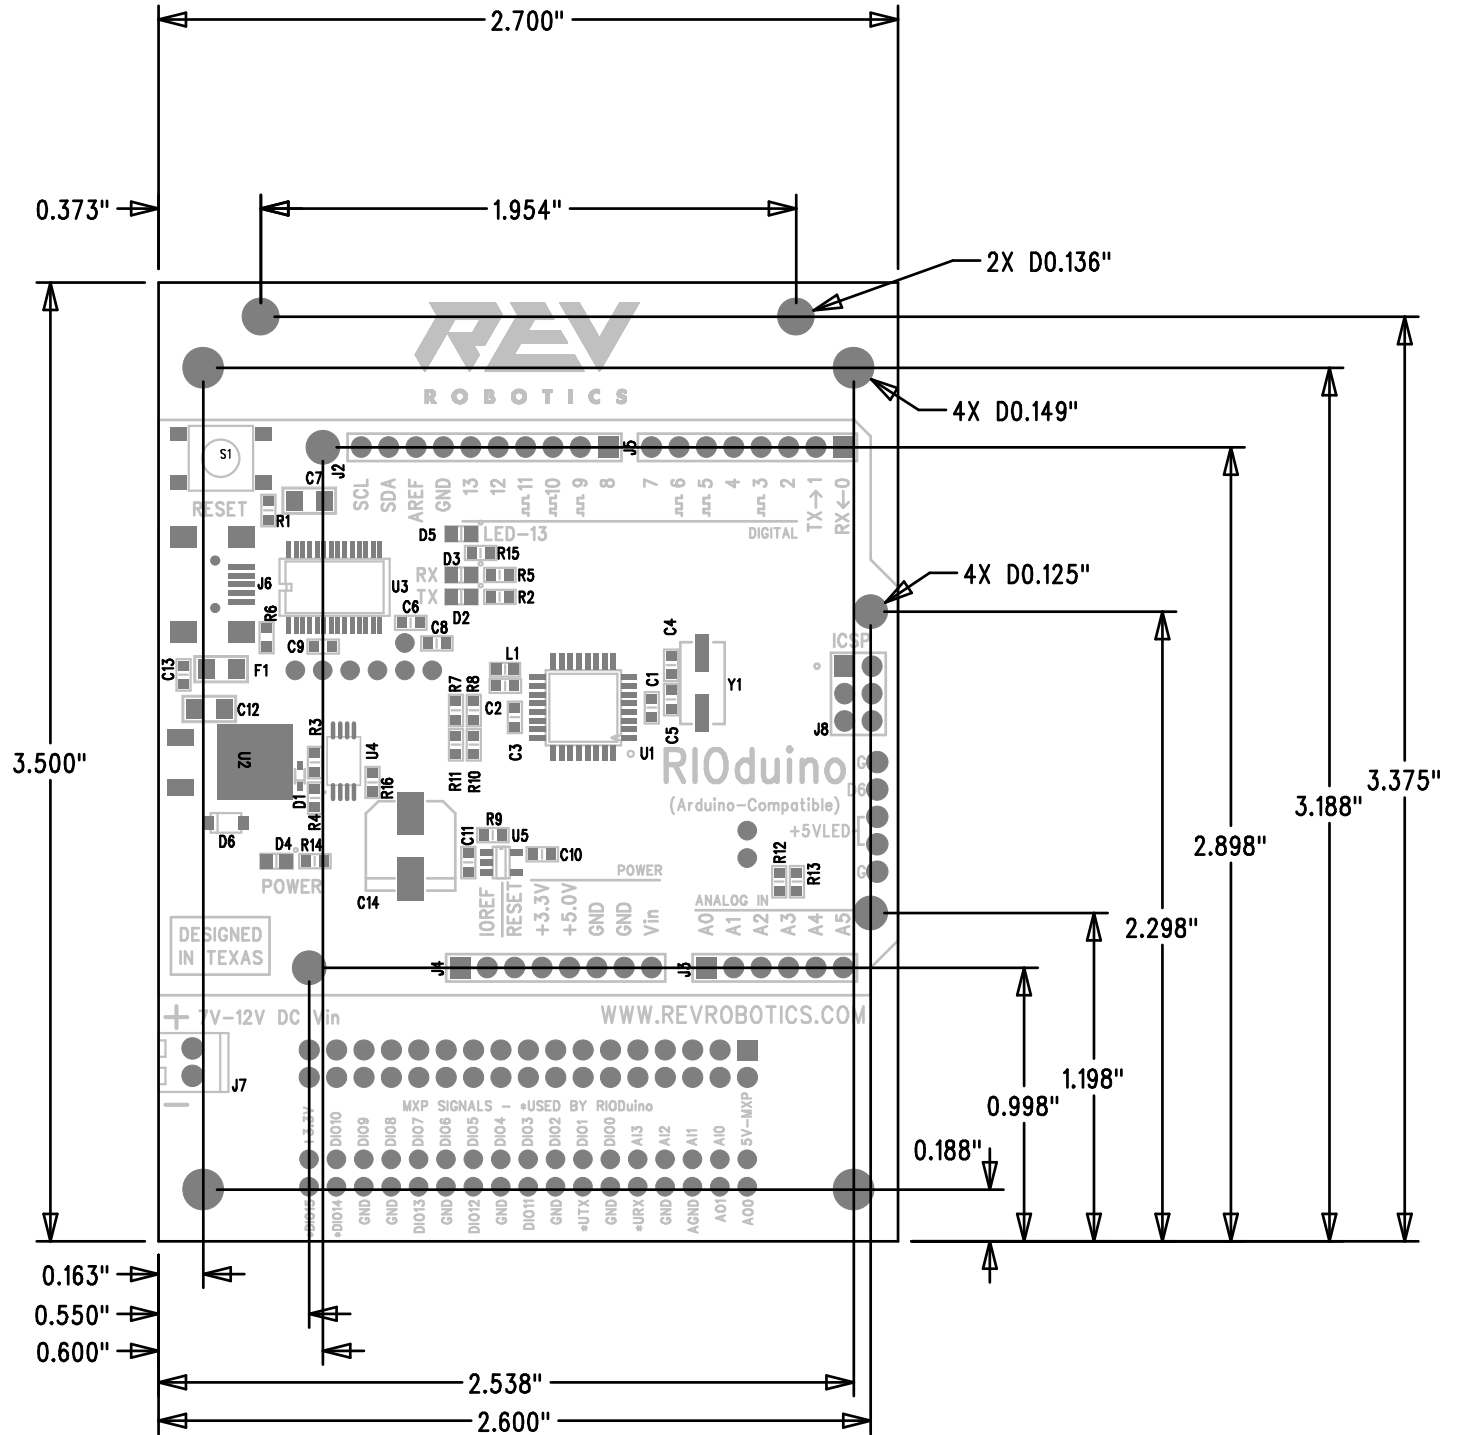 2.700"
0.373"
1.954"
2X D0.136"
REV
ROBOTICS
4X D0.149"
S1
RESET
C7
R1
J2
J5
SCL
SDA
AREF
GND
13
12
11
10
9
8
7
6
5
4
3
2
TX→1
RX←0
D5
LED-13
DIGITAL
D3
R15
RX
R5
TX
D2
R2
J6
U3
4X D0.125"
R6
C6
C9
C8
ICSP
C13
F1
L1
C4
C12
R7
R8
C2
C1
Y1
C5
J8
R3
U4
C3
U1
3.500"
U2
R11
R10
RIOduino
G
3.375"
R16
D1
D6
(Arduino-Compatible)
3.188"
R4
D6
R9
U5
+5VLED
D4
R14
C11
C10
R12
R13
2.898"
POWER
POWER
G
C14
IOREF
RESET
+3.3V
+5.0V
GND
GND
Vin
ANALOG IN
A0
A1
A2
A3
A4
A5
2.298"
DESIGNED
IN TEXAS
J4
J3
+ 7V-12V DC Vin
WWW.REVROBOTICS.COM
J7
1.198"
0.998"
-
MXP SIGNALS - *USED BY RIODuino
+3.3V
DIO10
DIO9
DIO8
DIO7
DIO6
DIO5
DIO4
DIO3
DIO2
DIO1
DIO0
AI3
AI2
AI1
AI0
5V-MXP
0.188"
*DIO15
*DIO14
GND
GND
DIO13
GND
DIO12
GND
DIO11
GND
*UTX
GND
*URX
GND
AGND
AO1
AO0
0.163"
0.550"
0.600"
2.538"
2.600"